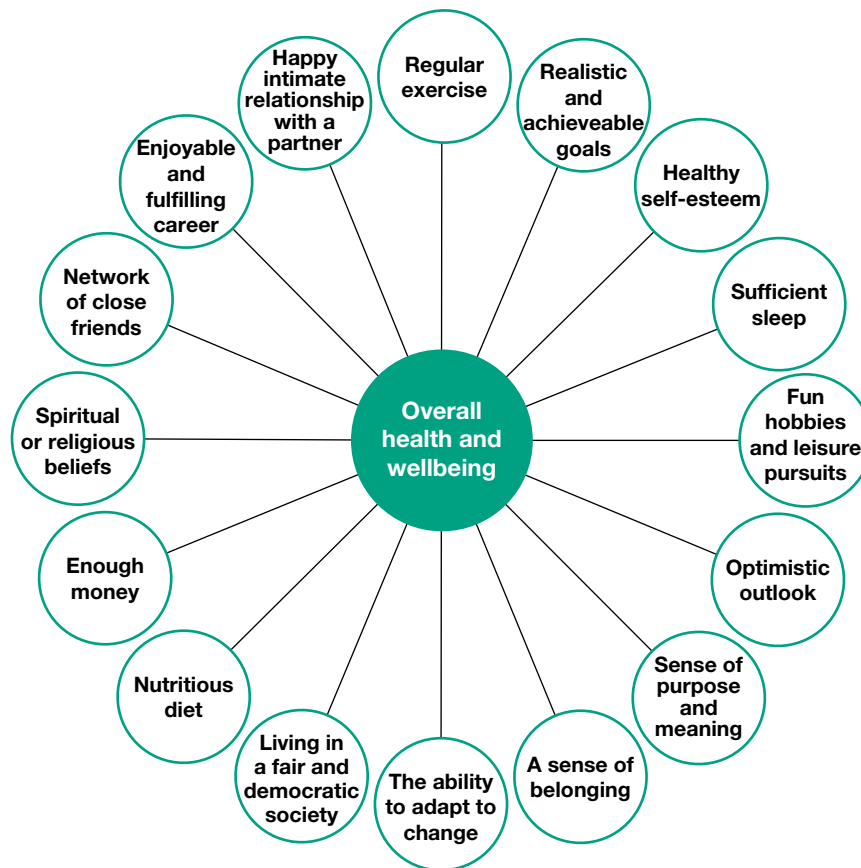 Regular
exercise
Realistic
and
achieveable
goals
Healthy
self-esteem
Sufficient
sleep
Fun
hobbies
and leisure
pursuits
Optimistic
outlook
Sense of
purpose
and
meaning
A sense of
belonging
The ability
to adapt to
change
Living in
a fair and
democratic
society
Nutritious
diet
Enough
money
Spiritual
or religious
beliefs
Network
of close
friends
Enjoyable
and
fulfilling
career
Happy
intimate
relationship
with a
partner
Overall
health and
wellbeing